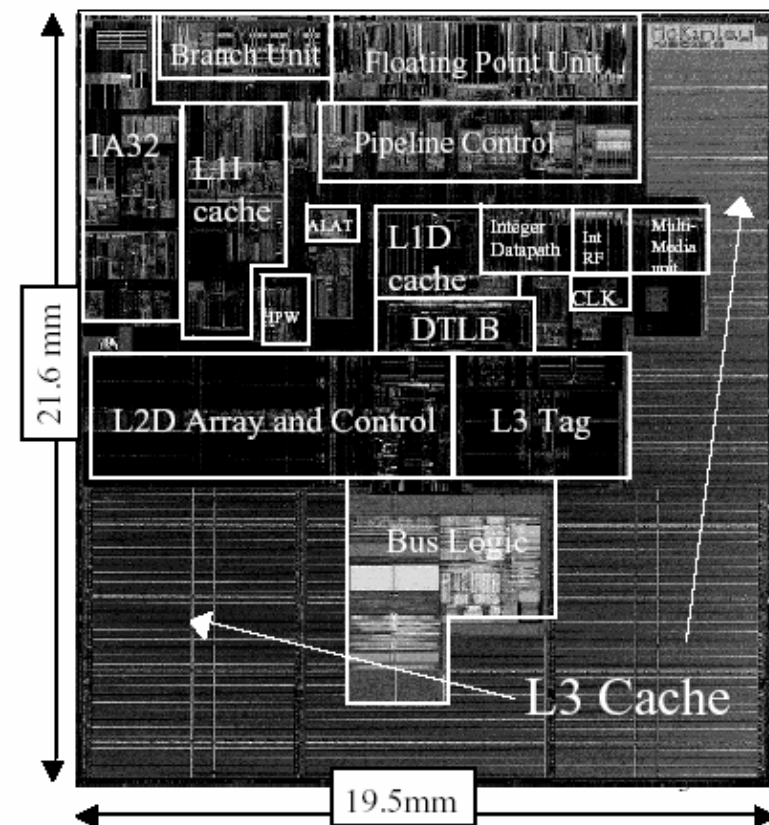 McKinley
Branch Unit
Floating Point Unit
IA32
L1I
cache
Pipeline Control
ALAT
L1D
cache
Integer
Datapath
Int
RF
Multi-
Media
unit
HPW
CLK
DTLB
21.6 mm
L2D Array and Control
L3 Tag
Bus Logic
L3 Cache
19.5mm